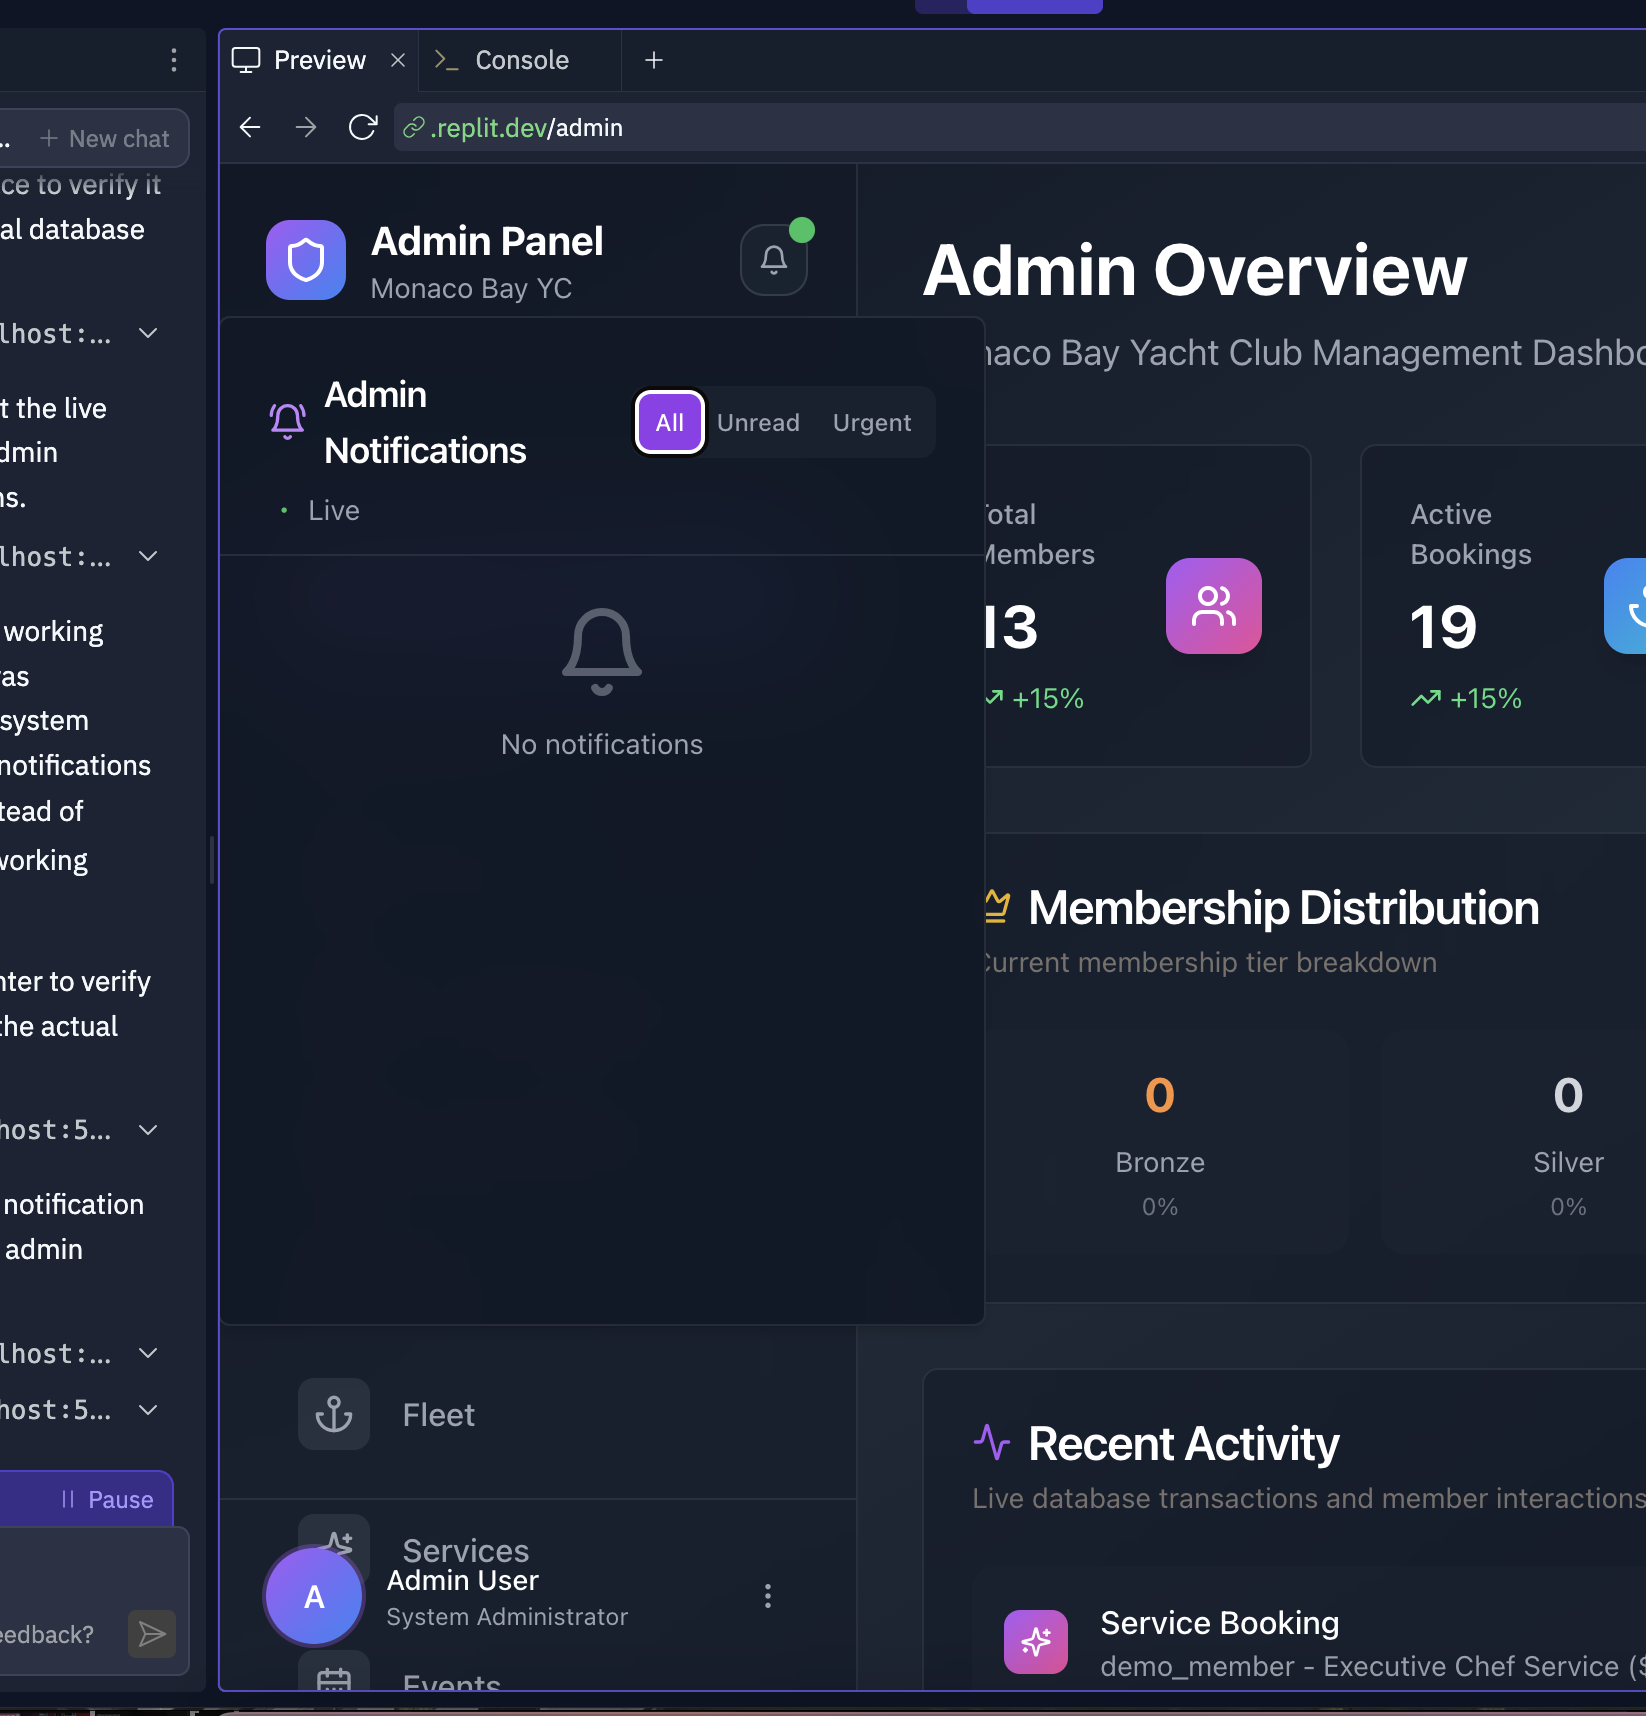 Preview
Console
.replit.dev/admin
New chat
ce to verify it
al database
lhost:...
t the live
dmin
ns.
lhost:...
working
as
system
notifications
tead of
working
nter to verify
the actual
host:5...
notification
admin
lhost:...
host:5...
Pause
eedback?
Admin Panel
Monaco Bay YC
Admin
Notifications
All
Unread
Urgent
Live
No notifications
Fleet
Services
Admin User
System Administrator
A
Events
Admin Overview
naco Bay Yacht Club Management Dashbo
Total
Members
13
+15%
Active
Bookings
19
+15%
Membership Distribution
Current membership tier breakdown
0
Bronze
0%
0
Silver
0%
Recent Activity
Live database transactions and member interactions
Service Booking
demo_member - Executive Chef Service ($